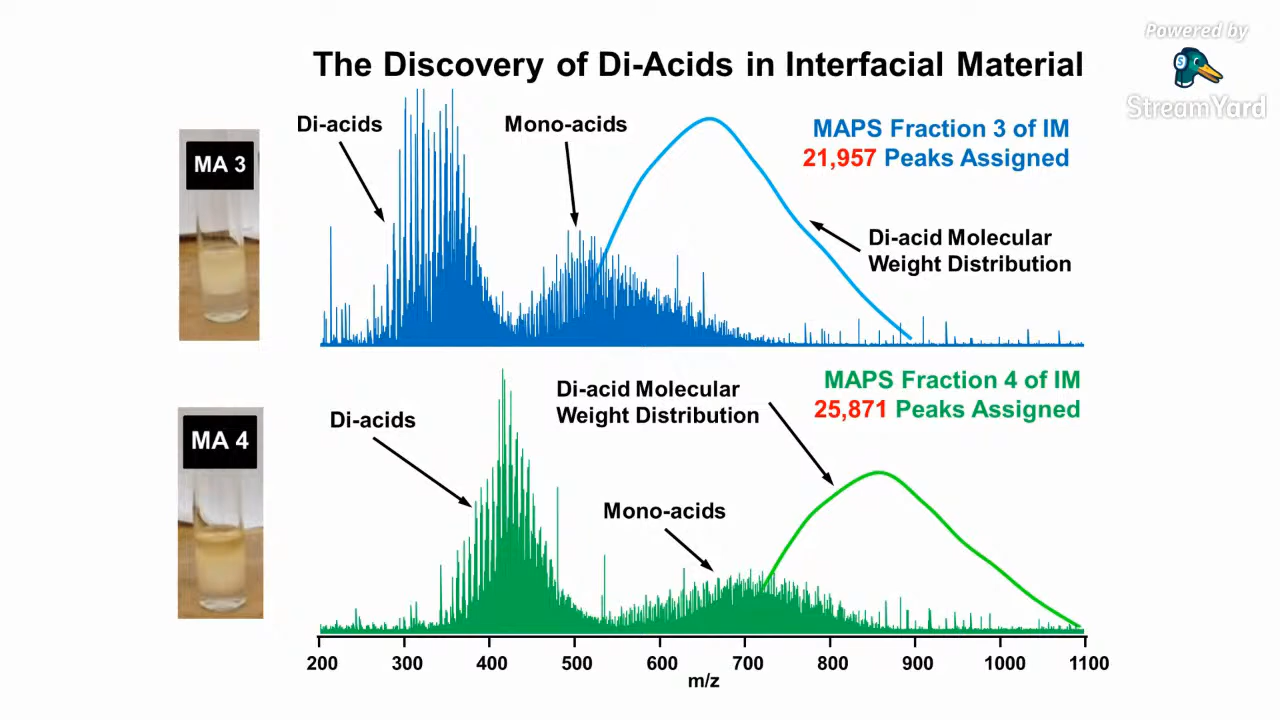 Powered by
StreamYard
The Discovery of Di-Acids in Interfacial Material
MA 3
Di-acids
Mono-acids
MAPS Fraction 3 of IM
21,957 Peaks Assigned
Di-acid Molecular
Weight Distribution
MA 4
Di-acids
Di-acid Molecular
Weight Distribution
MAPS Fraction 4 of IM
25,871 Peaks Assigned
Mono-acids
200 300 400 500 600 700 800 900 1000 1100
m/z